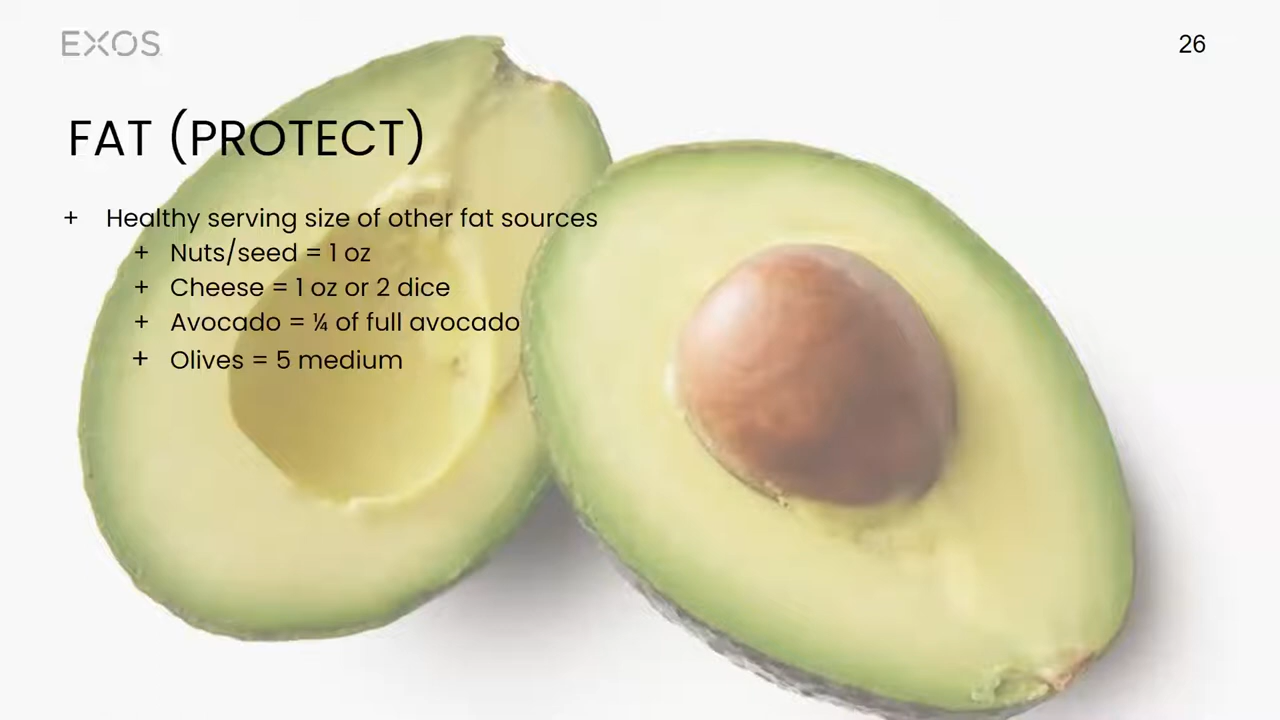 EXOS
26
FAT (PROTECT)
+ Healthy serving size of other fat sources
+ Nuts/seed = 1 oz
+ Cheese = 1 oz or 2 dice
+ Avocado = ¼ of full avocado
+ Olives = 5 medium